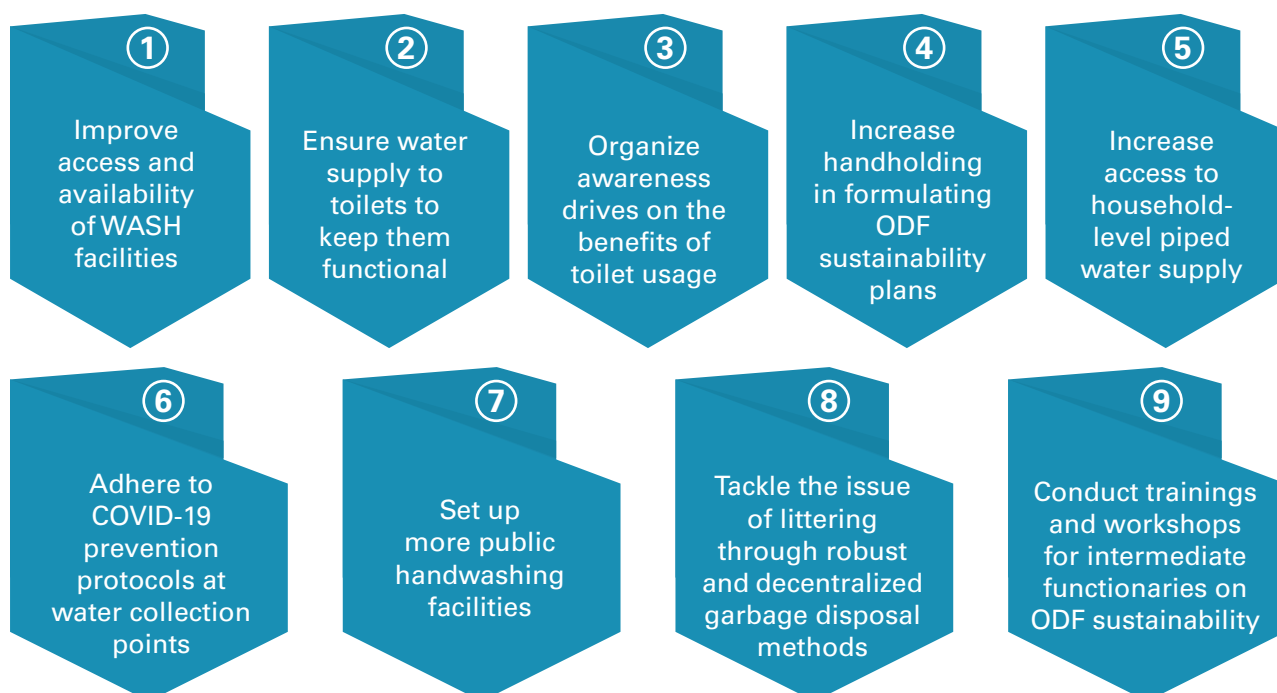 1
Improve
access and
availability
of WASH
facilities
2
Ensure water
supply to
toilets to
keep them
functional
3
Organize
awareness
drives on the
benefits of
toilet usage
4
Increase
handholding
in formulating
ODF
sustainability
plans
5
Increase
access to
household-
level piped
water supply
6
Adhere to
COVID-19
prevention
protocols at
water collection
points
7
Set up
more public
handwashing
facilities
8
Tackle the issue
of littering
through robust
and decentralized
garbage disposal
methods
9
Conduct trainings
and workshops
for intermediate
functionaries on
ODF sustainability